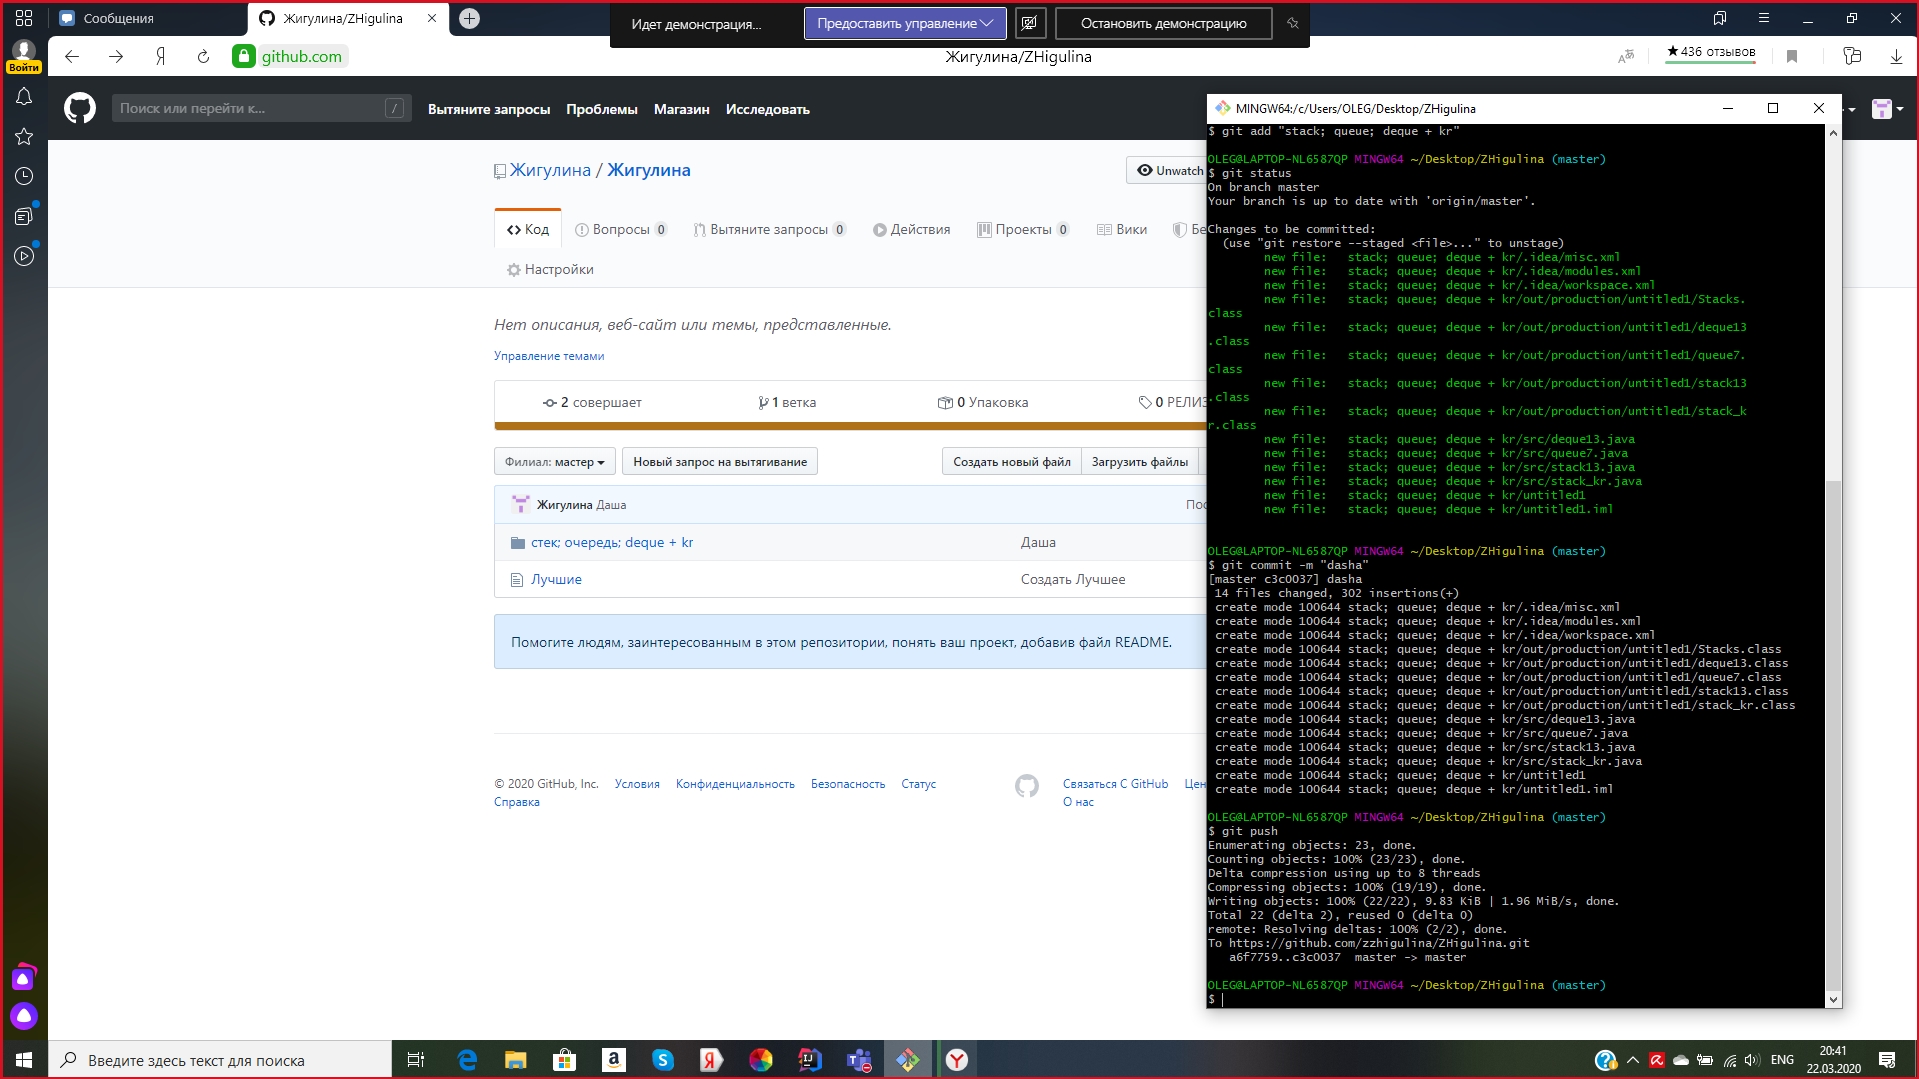 Сообщения
Жигулина/ZHigulina
Идет демонстрация...
Предоставить управление
Остановить демонстрацию
Войти
github.com
Жигулина/ZHigulina
★ 436 отзывов
Поиск или перейти к...
/
Вытяните запросы
Проблемы
Магазин
Исследовать
Жигулина / Жигулина
Unwatch
Код
Вопросы 0
Вытяните запросы 0
Действия
Проекты 0
Вики
Бе
Настройки
Нет описания, веб-сайт или темы, представленные.
Управление темами
2 совершает
1 ветка
0 Упаковка
0 РЕЛИЗ
Филиал: мастер
Новый запрос на вытягивание
Создать новый файл
Загрузить файлы
Жигулина Даша
Пос
стек; очередь; deque + kr
Даша
Лучшие
Создать Лучшее
Помогите людям, заинтересованным в этом репозитории, понять ваш проект, добавив файл README.
© 2020 GitHub, Inc.
Условия
Конфиденциальность
Безопасность
Статус
Справка
Связаться С GitHub
Цен
О нас
MINGW64:/c/Users/OLEG/Desktop/ZHigulina
$ git add "stack; queue; deque + kr"
OLEG@LAPTOP-NL6587QP MINGW64 ~/Desktop/ZHigulina (master)
$ git status
On branch master
Your branch is up to date with 'origin/master'.
Changes to be committed:
(use "git restore --staged <file>..." to unstage)
new file: stack; queue; deque + kr/.idea/misc.xml
new file: stack; queue; deque + kr/.idea/modules.xml
new file: stack; queue; deque + kr/.idea/workspace.xml
new file: stack; queue; deque + kr/out/production/untitled1/Stacks.
class
new file: stack; queue; deque + kr/out/production/untitled1/deque13
.class
new file: stack; queue; deque + kr/out/production/untitled1/queue7.
class
new file: stack; queue; deque + kr/out/production/untitled1/stack13
.class
new file: stack; queue; deque + kr/out/production/untitled1/stack_k
r.class
new file: stack; queue; deque + kr/src/deque13.java
new file: stack; queue; deque + kr/src/queue7.java
new file: stack; queue; deque + kr/src/stack13.java
new file: stack; queue; deque + kr/src/stack_kr.java
new file: stack; queue; deque + kr/untitled1
new file: stack; queue; deque + kr/untitled1.iml
OLEG@LAPTOP-NL6587QP MINGW64 ~/Desktop/ZHigulina (master)
$ git commit -m "dasha"
[master c3c0037] dasha
14 files changed, 302 insertions(+)
create mode 100644 stack; queue; deque + kr/.idea/misc.xml
create mode 100644 stack; queue; deque + kr/.idea/modules.xml
create mode 100644 stack; queue; deque + kr/.idea/workspace.xml
create mode 100644 stack; queue; deque + kr/out/production/untitled1/Stacks.class
create mode 100644 stack; queue; deque + kr/out/production/untitled1/deque13.class
create mode 100644 stack; queue; deque + kr/out/production/untitled1/queue7.class
create mode 100644 stack; queue; deque + kr/out/production/untitled1/stack13.class
create mode 100644 stack; queue; deque + kr/out/production/untitled1/stack_kr.class
create mode 100644 stack; queue; deque + kr/src/deque13.java
create mode 100644 stack; queue; deque + kr/src/queue7.java
create mode 100644 stack; queue; deque + kr/src/stack13.java
create mode 100644 stack; queue; deque + kr/src/stack_kr.java
create mode 100644 stack; queue; deque + kr/untitled1
create mode 100644 stack; queue; deque + kr/untitled1.iml
OLEG@LAPTOP-NL6587QP MINGW64 ~/Desktop/ZHigulina (master)
$ git push
Enumerating objects: 23, done.
Counting objects: 100% (23/23), done.
Delta compression using up to 8 threads
Compressing objects: 100% (19/19), done.
Writing objects: 100% (22/22), 9.83 KiB | 1.96 MiB/s, done.
Total 22 (delta 2), reused 0 (delta 0)
remote: Resolving deltas: 100% (2/2), done.
To https://github.com/zzhigulina/ZHigulina.git
a6f7759..c3c0037 master -> master
OLEG@LAPTOP-NL6587QP MINGW64 ~/Desktop/ZHigulina (master)
$
Введите здесь текст для поиска
ENG
20:41
22.03.2020